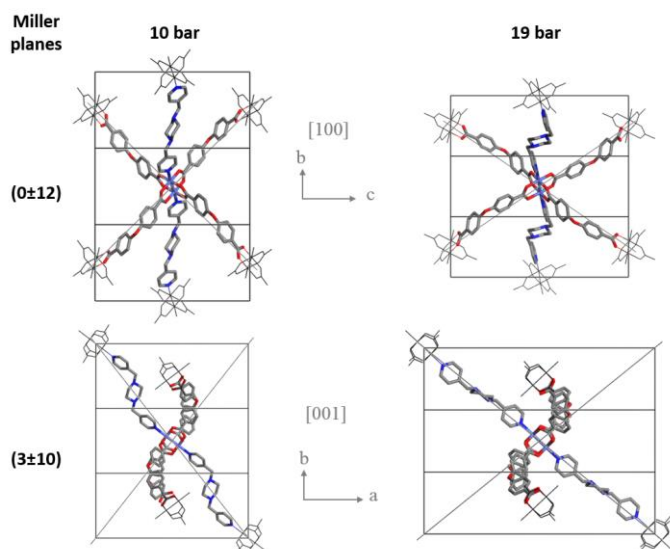 Miller
planes
10 bar
19 bar
[100]
b
c
(0±12)
[001]
b
a
(3±10)